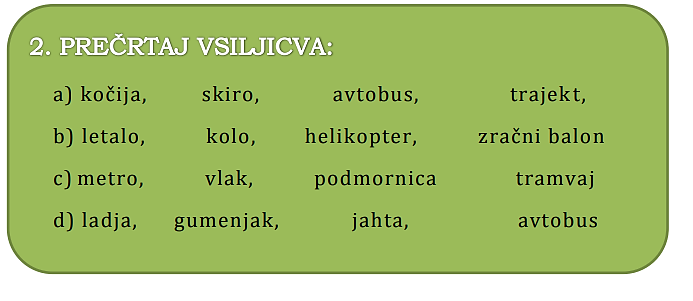 2. PREČRTAJ VSILJICVA:
a) kočija, skiro, avtobus, trajekt,
b) letalo, kolo, helikopter, zračni balon
c) metro, vlak, podmornica tramvaj
d) ladja, gumenjak, jahta, avtobus